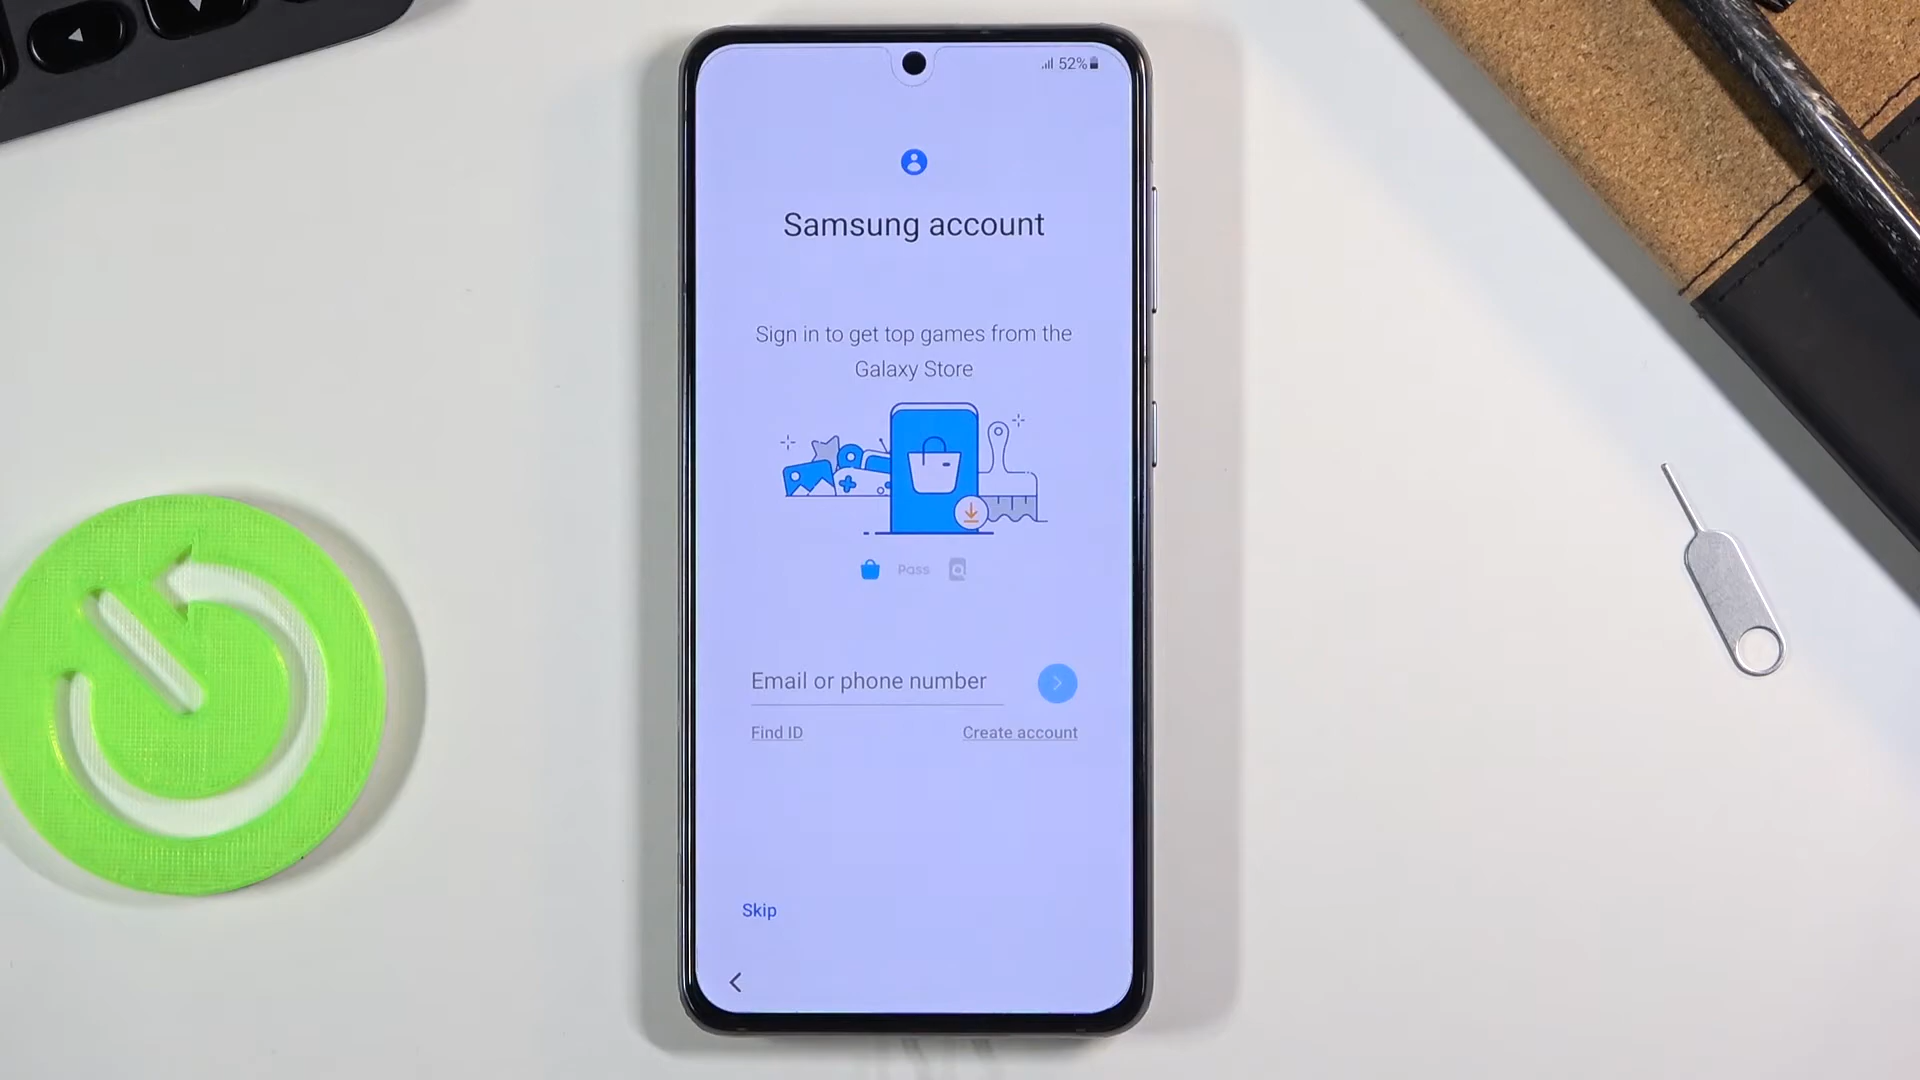 52%
Samsung account
Sign in to get top games from the
Galaxy Store
Pass
Email or phone number
Find ID
Create account
Skip